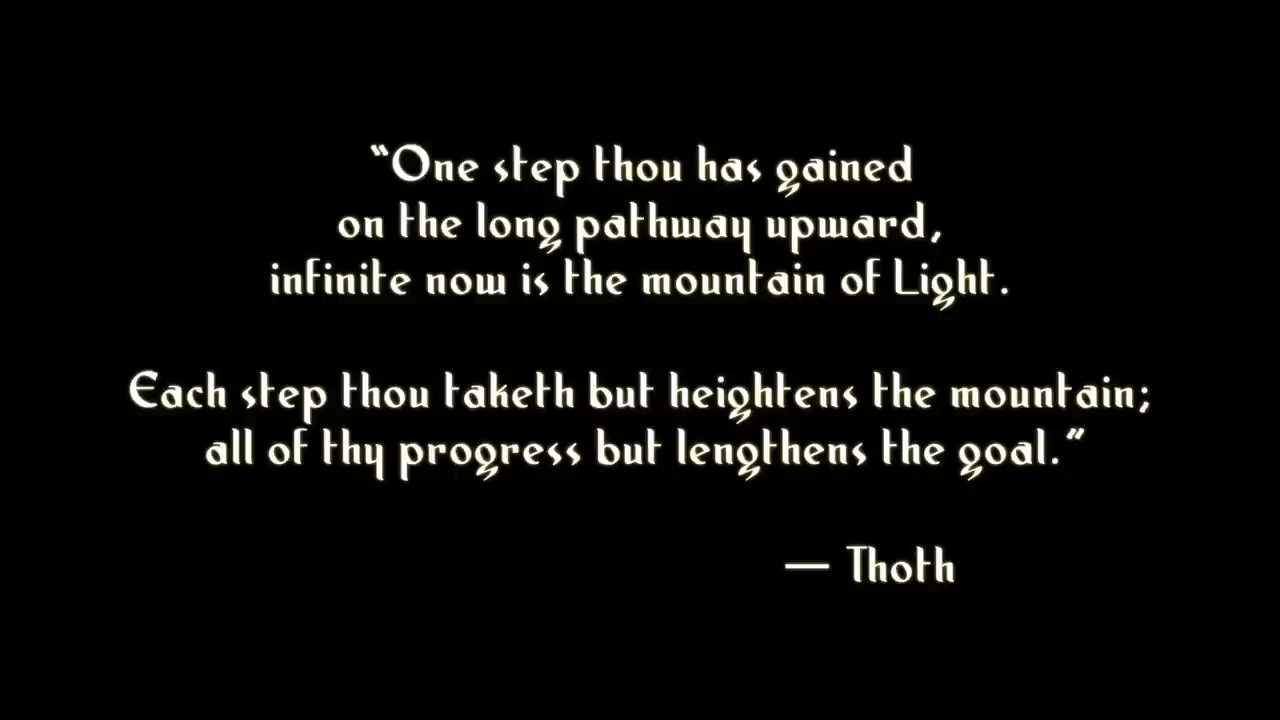 “One step thou has gained
on the long pathway upward,
infinite now is the mountain of Light.
Each step thou taketh but heightens the mountain;
all of thy progress but lengthens the goal.”
— Thoth